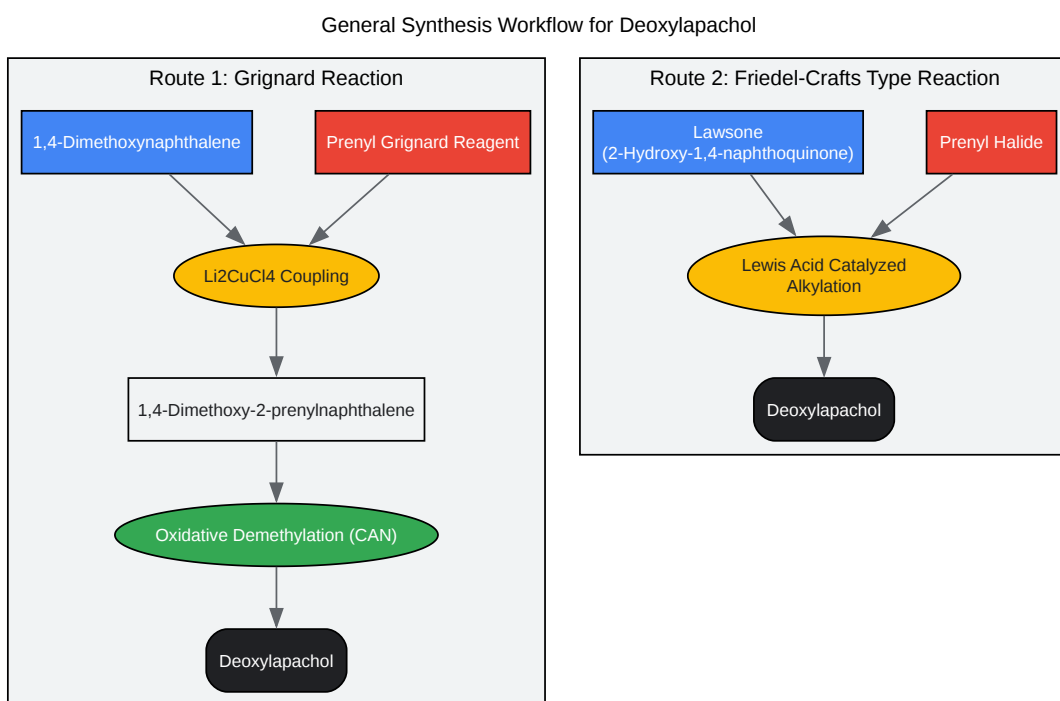 General Synthesis Workflow for Deoxylapachol
Route 1: Grignard Reaction
1,4-Dimethoxynaphthalene
Prenyl Grignard Reagent
Li2CuCl4 Coupling
1,4-Dimethoxy-2-prenylnaphthalene
Oxidative Demethylation (CAN)
Deoxylapachol
Route 2: Friedel-Crafts Type Reaction
Lawsone
(2-Hydroxy-1,4-naphthoquinone)
Prenyl Halide
Lewis Acid Catalyzed
Alkylation
Deoxylapachol